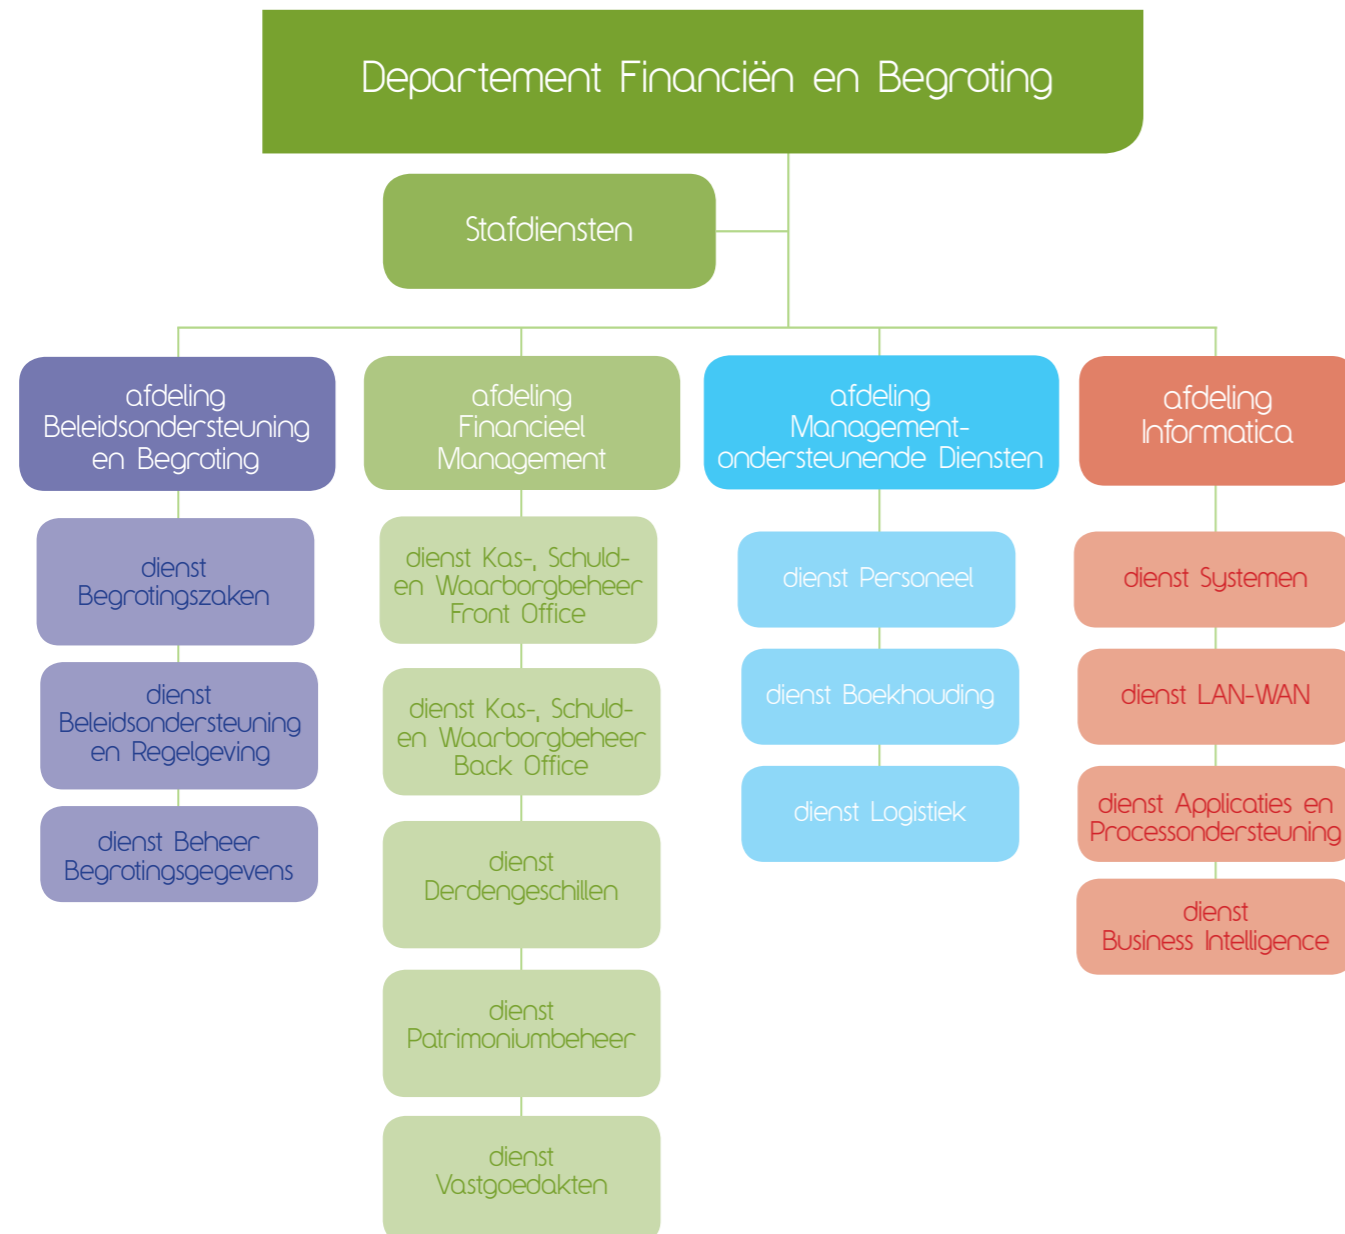 Departement Financiën en Begroting
Stafdiensten
afdeling
Beleidsondersteuning
en Begroting
dienst
Begrotingszaken
dienst
Beleidsondersteuning
en Regelgeving
dienst Beheer
Begrotingsgegevens
afdeling
Financieel
Management
dienst Kas-, Schuld-
en Waarborgbeheer
Front Office
dienst Kas-, Schuld-
en Waarborgbeheer
Back Office
dienst
Derdengeschillen
dienst
Patrimoniumbeheer
dienst
Vastgoedakten
afdeling
Management-
ondersteunende Diensten
dienst Personeel
dienst Boekhouding
dienst Logistiek
afdeling
Informatica
dienst Systemen
dienst LAN-WAN
dienst Applicaties en
Processondersteuning
dienst
Business Intelligence